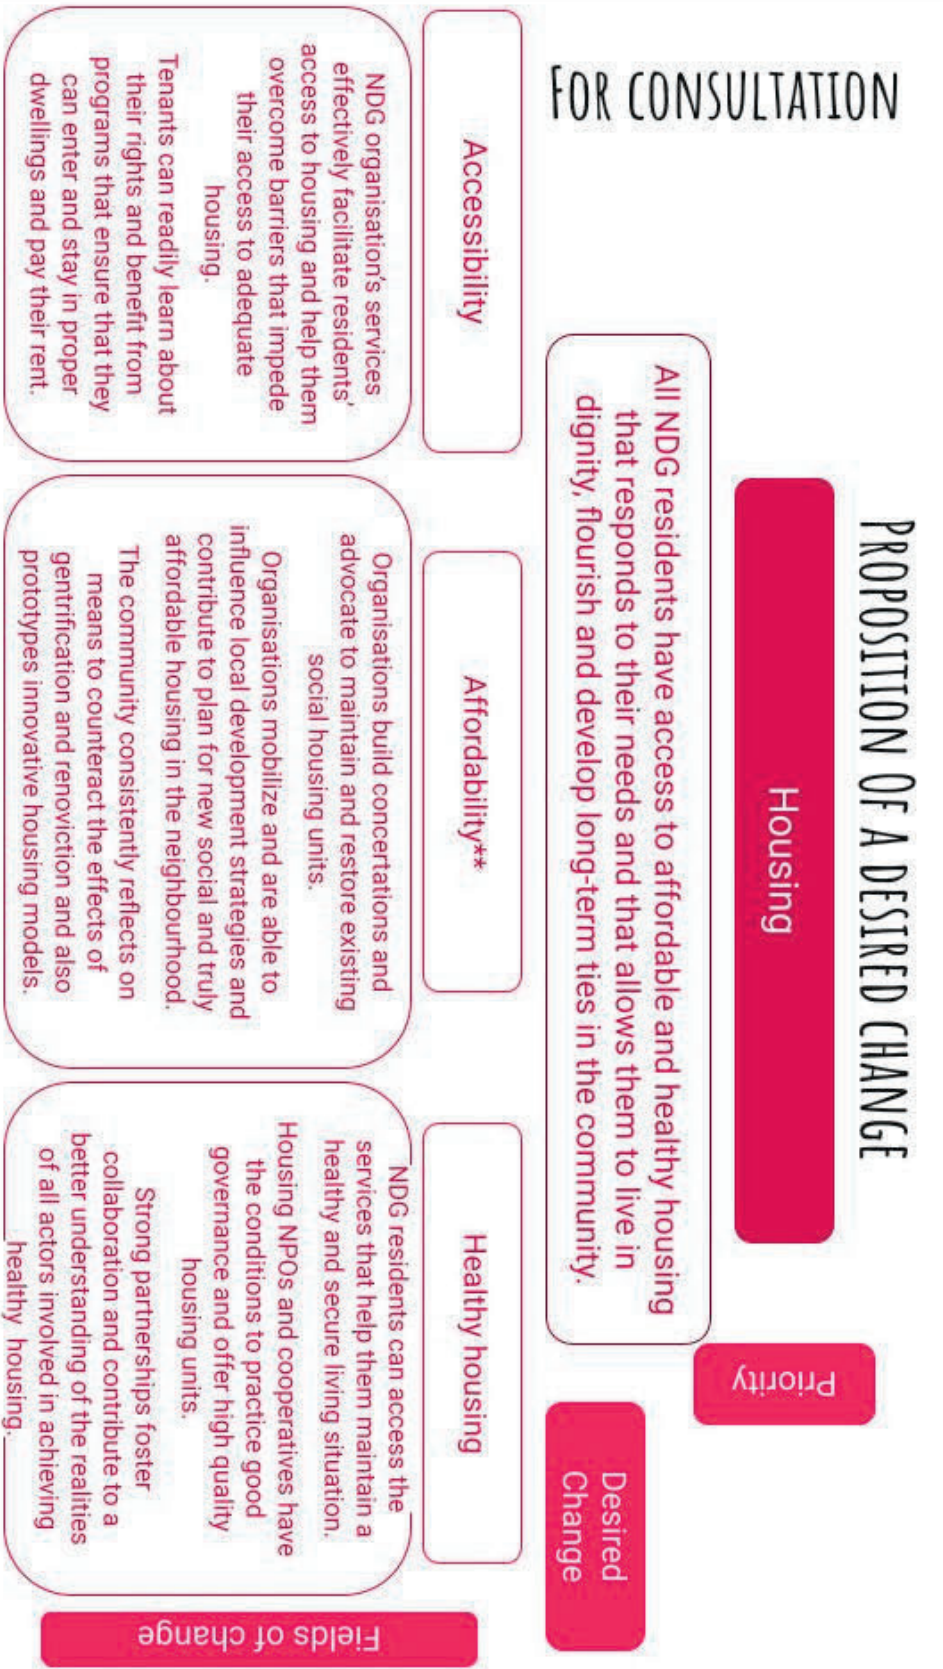 PROPOSITION OF A DESIRED CHANGE
FOR CONSULTATION
Housing
Priority
All NDG residents have access to affordable and healthy housing
that responds to their needs and that allows them to live in
dignity, flourish and develop long-term ties in the community.
Desired
Change
Accessibility
Affordability**
Healthy housing
NDG organisation's services
effectively facilitate residents'
access to housing and help them
overcome barriers that impede
their access to adequate
housing.
Tenants can readily learn about
their rights and benefit from
programs that ensure that they
can enter and stay in proper
dwellings and pay their rent.
Organisations build concertations and
advocate to maintain and restore existing
social housing units.
Organisations mobilize and are able to
influence local development strategies and
contribute to plan for new social and truly
affordable housing in the neighbourhood.
The community consistently reflects on
means to counteract the effects of
gentrification and renoviction and also
prototypes innovative housing models.
NDG residents can access the
services that help them maintain a
healthy and secure living situation.
Housing NPOs and cooperatives have
the conditions to practice good
governance and offer high quality
housing units.
Strong partnerships foster
collaboration and contribute to a
better understanding of the realities
of all actors involved in achieving
healthy housing.
Fields of change